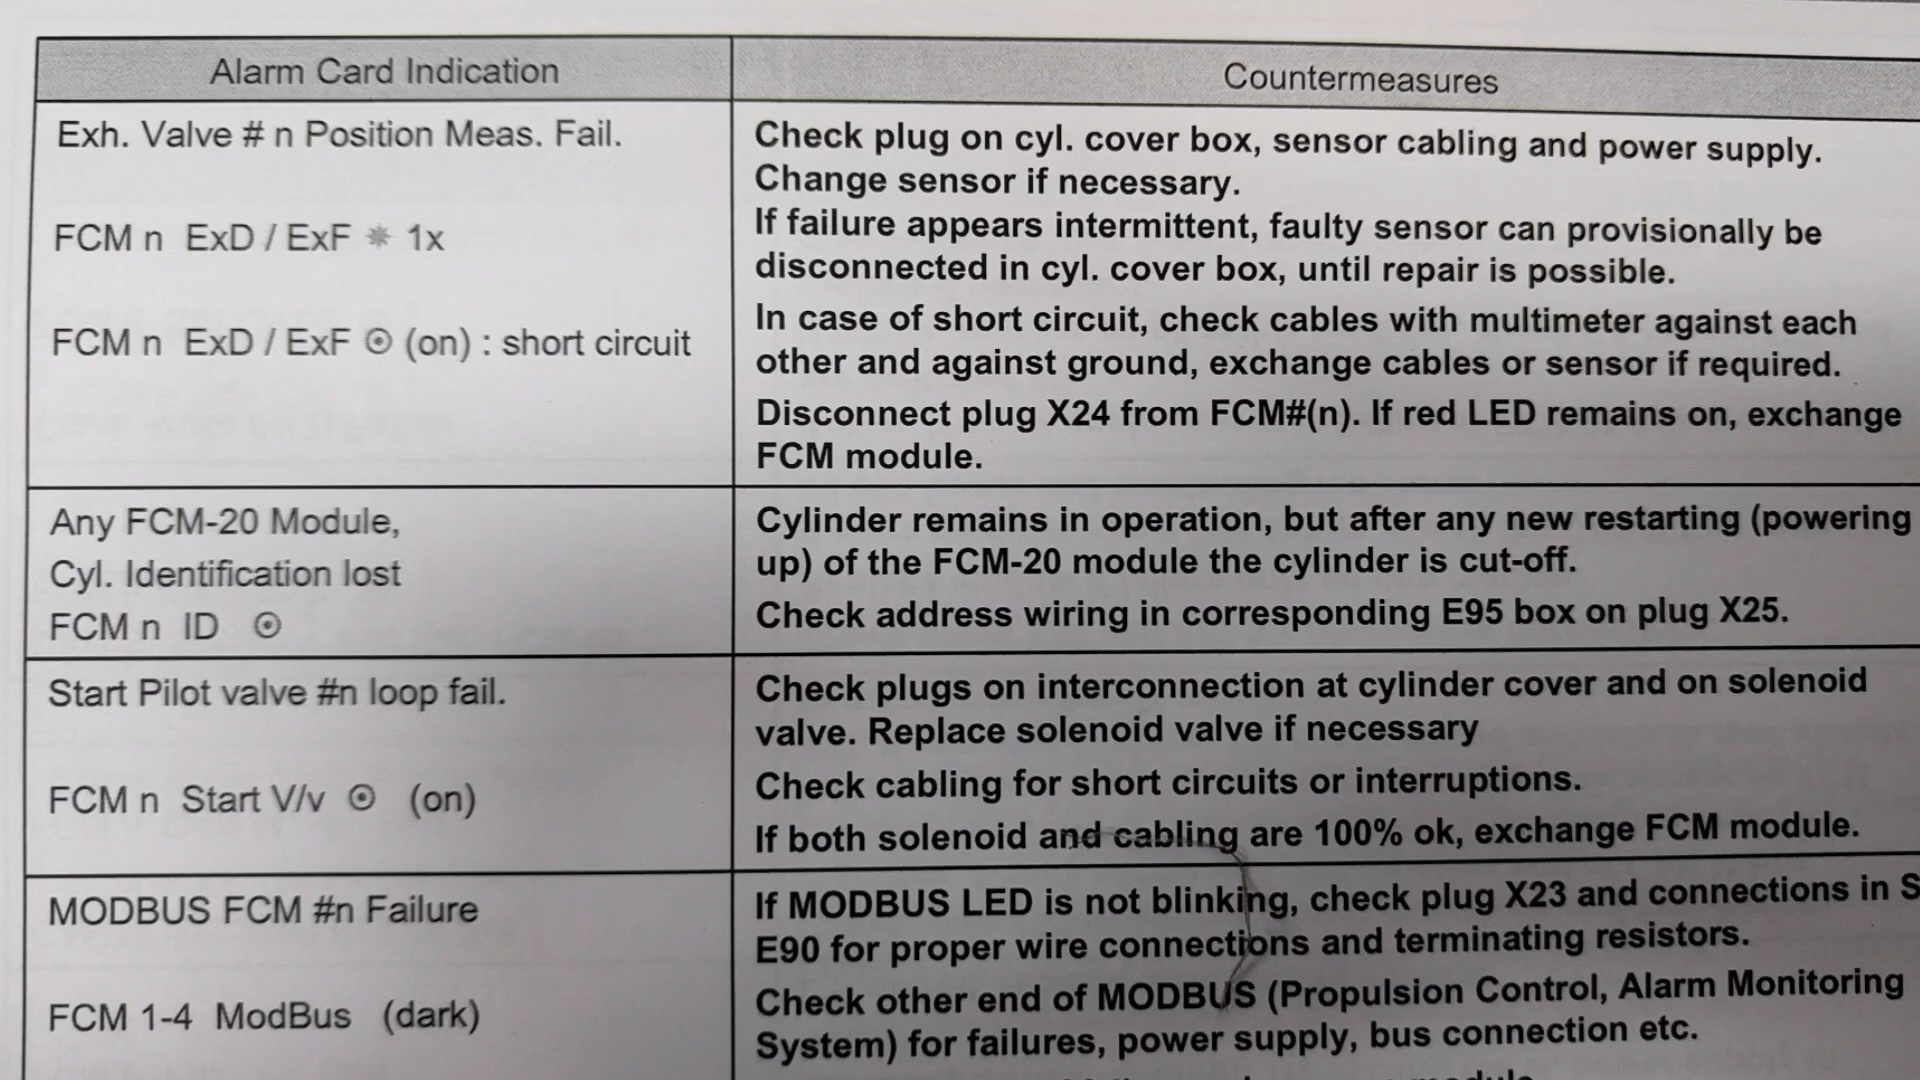 Alarm Card Indication
Countermeasures
Exh. Valve # n Position Meas. Fail.
FCM n ExD / ExF ✷ 1x
FCM n ExD / ExF ⊙ (on) : short circuit
Check plug on cyl. cover box, sensor cabling and power supply.
Change sensor if necessary.
If failure appears intermittent, faulty sensor can provisionally be
disconnected in cyl. cover box, until repair is possible.
In case of short circuit, check cables with multimeter against each
other and against ground, exchange cables or sensor if required.
Disconnect plug X24 from FCM#(n). If red LED remains on, exchange
FCM module.
Any FCM-20 Module,
Cyl. Identification lost
FCM n ID ⊙
Cylinder remains in operation, but after any new restarting (powering
up) of the FCM-20 module the cylinder is cut-off.
Check address wiring in corresponding E95 box on plug X25.
Start Pilot valve #n loop fail.
FCM n Start V/v ⊙ (on)
Check plugs on interconnection at cylinder cover and on solenoid
valve. Replace solenoid valve if necessary
Check cabling for short circuits or interruptions.
If both solenoid and cabling are 100% ok, exchange FCM module.
MODBUS FCM #n Failure
FCM 1-4 ModBus (dark)
If MODBUS LED is not blinking, check plug X23 and connections in S
E90 for proper wire connections and terminating resistors.
Check other end of MODBUS (Propulsion Control, Alarm Monitoring
System) for failures, power supply, bus connection etc.